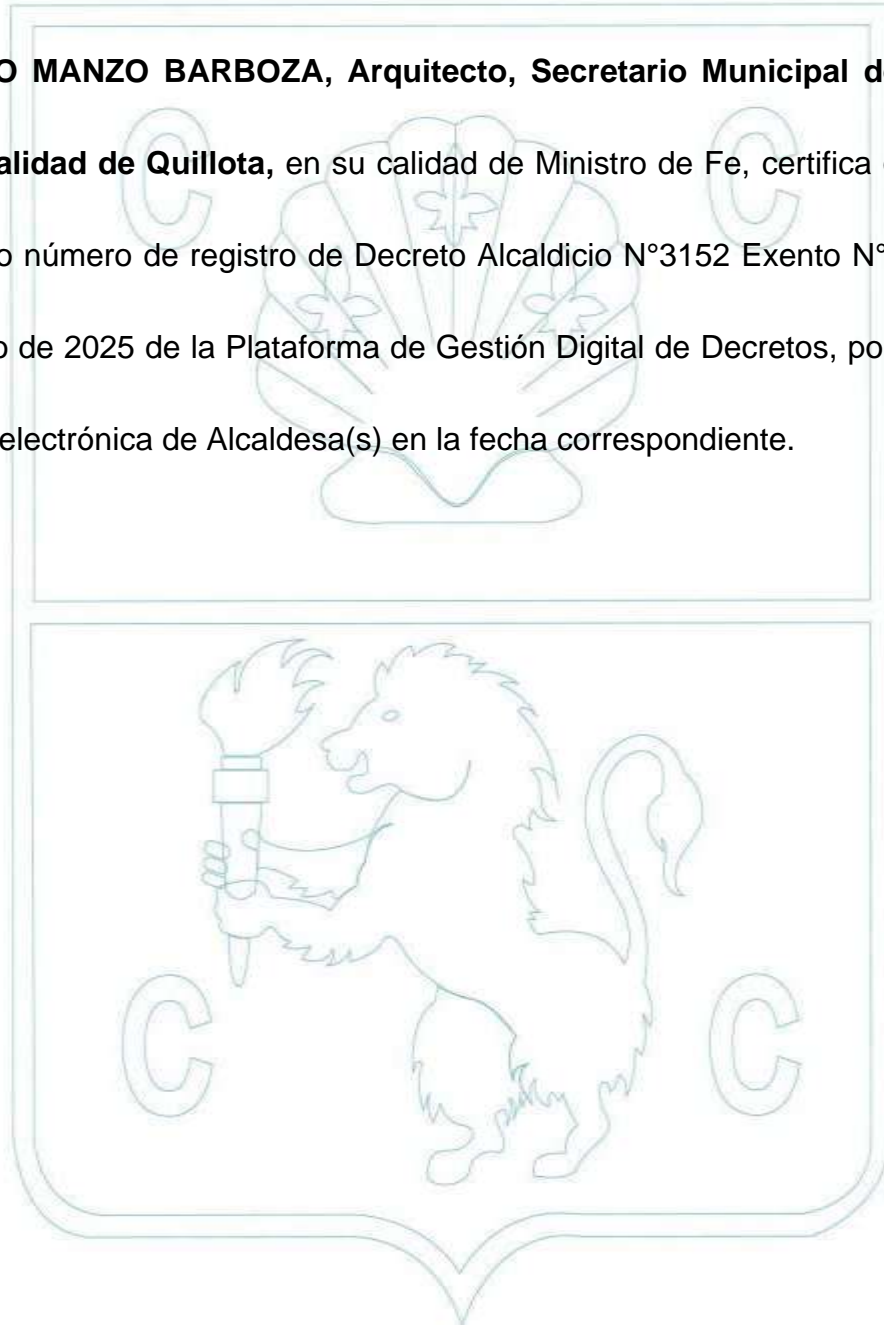 O MANZO BARBOZA, Arquitecto, Secretario Municipal de
alidad de Quillota, en su calidad de Ministro de Fe, certifica
o número de registro de Decreto Alcaldicio N°3152 Exento N°
o de 2025 de la Plataforma de Gestión Digital de Decretos, po
electrónica de Alcaldesa(s) en la fecha correspondiente.
C C
C C